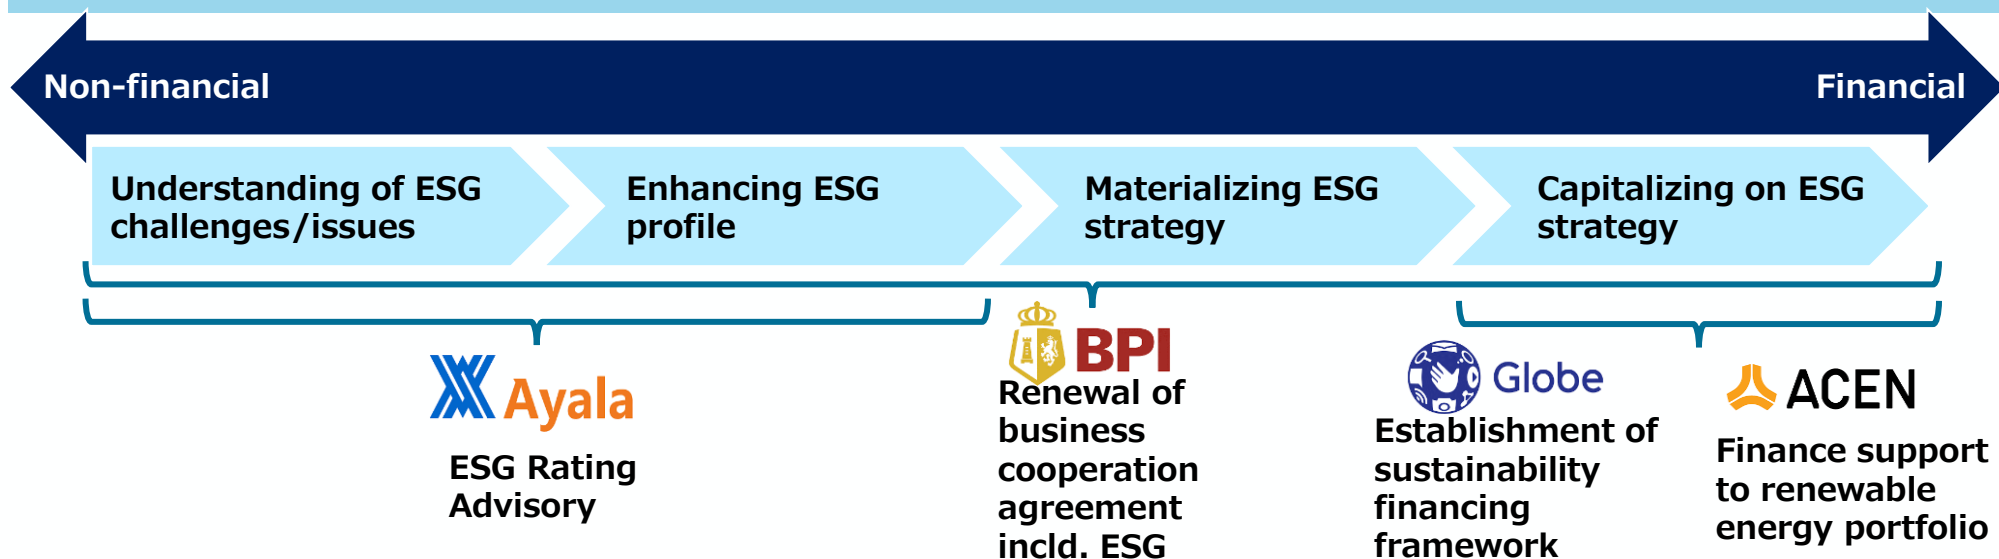 Non-financial
Financial
Understanding of ESG
challenges/issues
Enhancing ESG
profile
Materializing ESG
strategy
Capitalizing on ESG
strategy
Ayala
ESG Rating
Advisory
BPI
Renewal of
business
cooperation
agreement
incld. ESG
Globe
Establishment of
sustainability
financing
framework
ACEN
Finance support
to renewable
energy portfolio